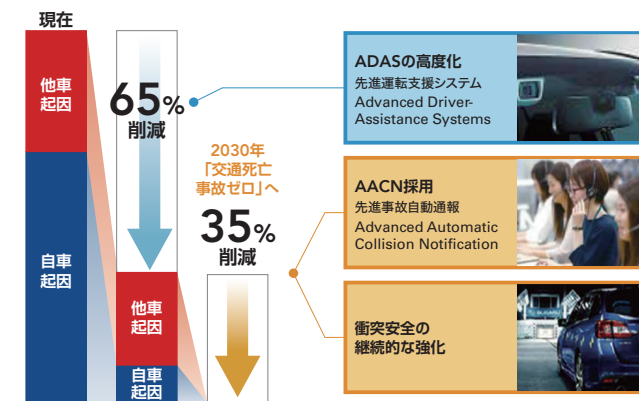 現在
他車
起因
自車
起因
65%
削減
他車
起因
自車
起因
2030年
「交通死亡
事故ゼロ」へ
35%
削減
ADASの高度化
先進運転支援システム
Advanced Driver-
Assistance Systems
AACN採用
先進事故自動通報
Advanced Automatic
Collision Notification
衝突安全の
継続的な強化
SUBARU